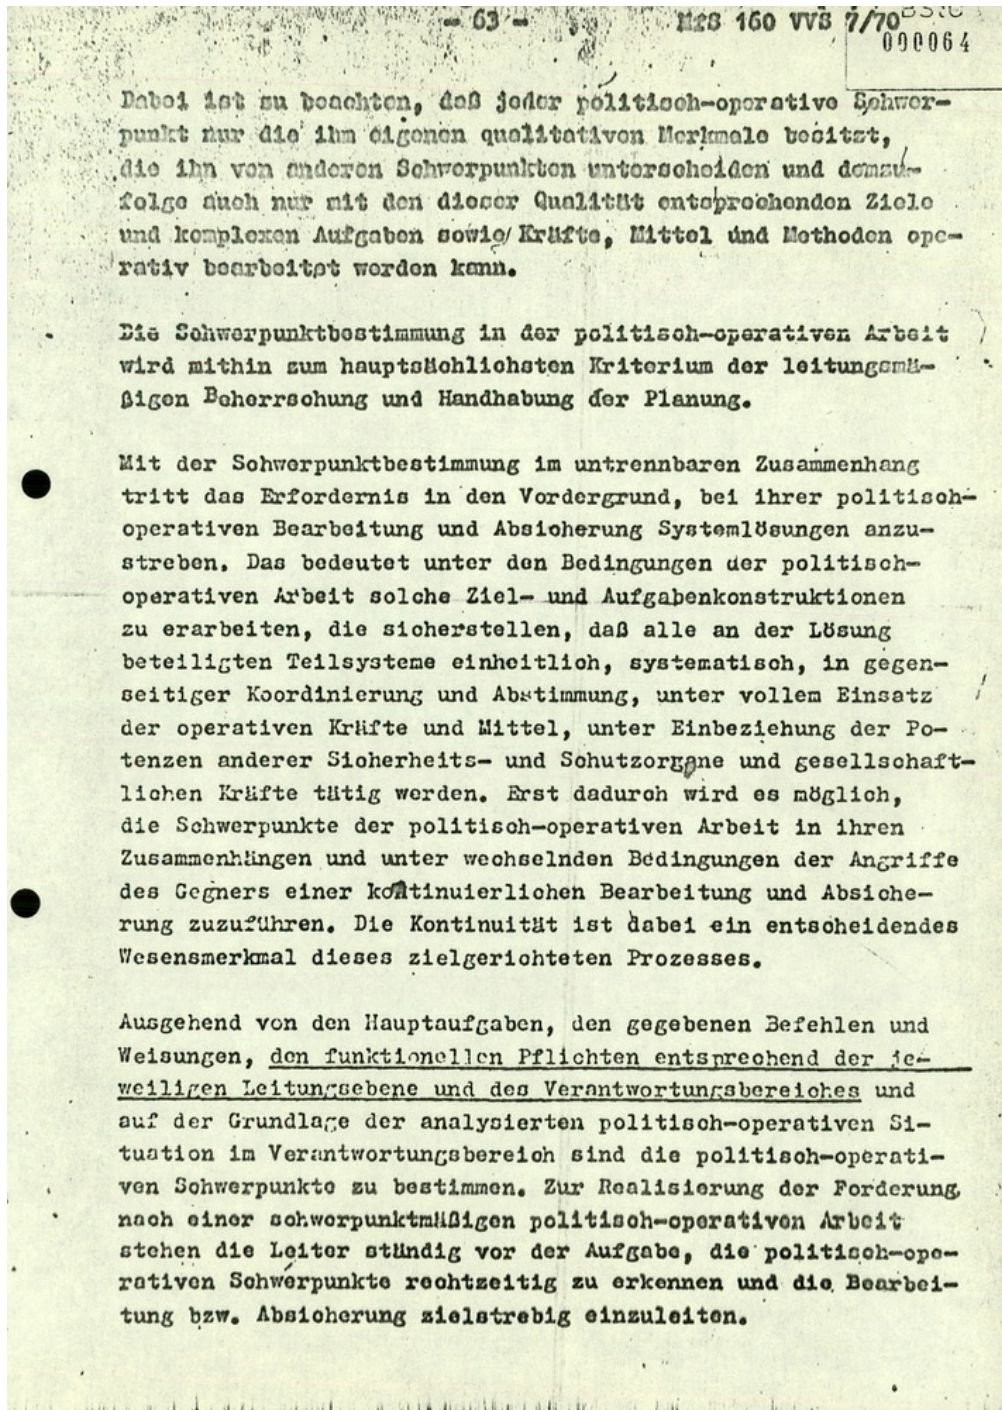 - 63 -
MfS 160 VVS 7/70
BStU
000064
Dabei ist zu beachten, daß jeder politisch-operative Schwer-
punkt nur die ihm eigenen qualitativen Merkmale besitzt,
die ihn von anderen Schwerpunkten unterscheiden und demzu-
folge auch nur mit den dieser Qualität entsprechenden Ziele
und komplexen Aufgaben sowie Kräfte, Mittel und Methoden ope-
rativ bearbeitet werden kann.
Die Schwerpunktbestimmung in der politisch-operativen Arbeit
wird mithin zum hauptsächlichsten Kriterium der leitungsmä-
ßigen Beherrschung und Handhabung der Planung.
Mit der Schwerpunktbestimmung im untrennbaren Zusammenhang
tritt das Erfordernis in den Vordergrund, bei ihrer politisch-
operativen Bearbeitung und Absicherung Systemlösungen anzu-
streben. Das bedeutet unter den Bedingungen der politisch-
operativen Arbeit solche Ziel- und Aufgabenkonstruktionen
zu erarbeiten, die sicherstellen, daß alle an der Lösung
beteiligten Teilsysteme einheitlich, systematisch, in gegen-
seitiger Koordinierung und Abstimmung, unter vollem Einsatz
der operativen Kräfte und Mittel, unter Einbeziehung der Po-
tenzen anderer Sicherheits- und Schutzorgane und gesellschaft-
lichen Kräfte tätig werden. Erst dadurch wird es möglich,
die Schwerpunkte der politisch-operativen Arbeit in ihren
Zusammenhängen und unter wechselnden Bedingungen der Angriffe
des Gegners einer kontinuierlichen Bearbeitung und Absiche-
rung zuzuführen. Die Kontinuität ist dabei ein entscheidendes
Wesensmerkmal dieses zielgerichteten Prozesses.
Ausgehend von den Hauptaufgaben, den gegebenen Befehlen und
Weisungen, den funktionellen Pflichten entsprechend der je-
weiligen Leitungsebene und des Verantwortungsbereiches und
auf der Grundlage der analysierten politisch-operativen Si-
tuation im Verantwortungsbereich sind die politisch-operati-
ven Schwerpunkte zu bestimmen. Zur Realisierung der Forderung
nach einer schwerpunktmäßigen politisch-operativen Arbeit
stehen die Leiter ständig vor der Aufgabe, die politisch-ope-
rativen Schwerpunkte rechtzeitig zu erkennen und die Bearbei-
tung bzw. Absicherung zielstrebig einzuleiten.